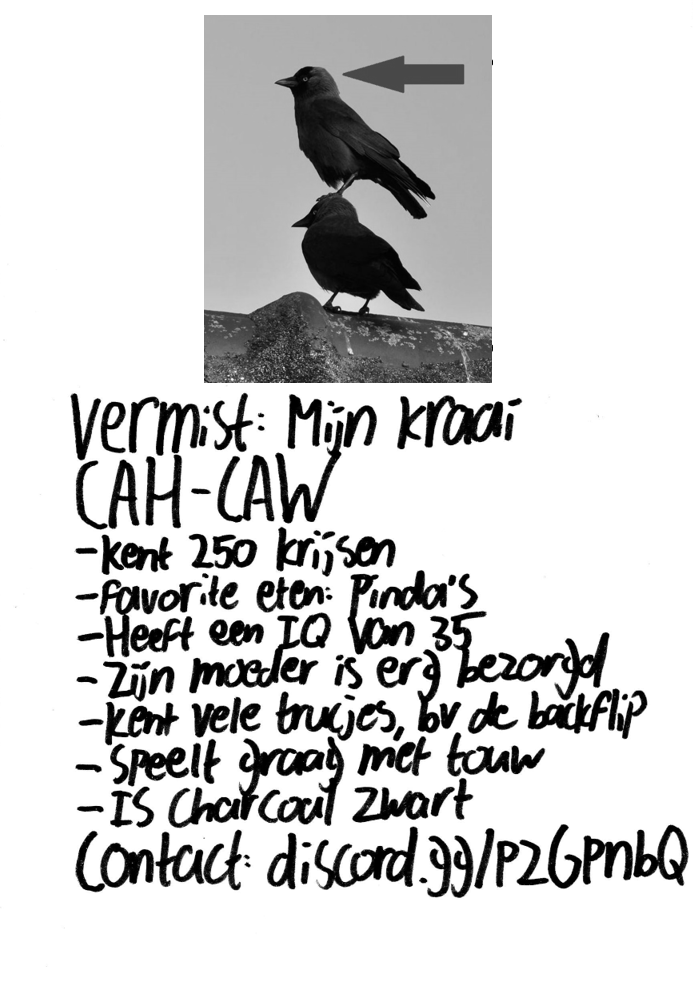 Vermist: Mijn kraai
CAH-CAW
-kent 250 krijsen
-favorite eten: Pinda's
-Heeft een IQ van 35
-Zijn moeder is erg bezorgd
-kent vele trucjes, bv de backflip
-Speelt graag met touw
-IS Charcoal Zwart
Contact: discord.gg/PZGPnbQ